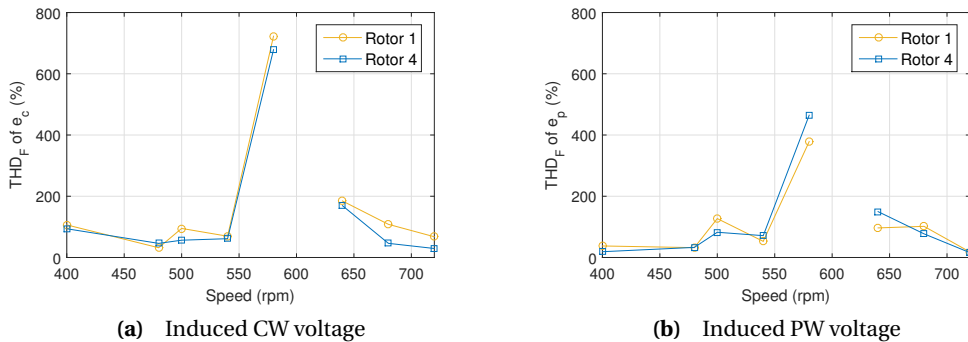 800
600
400
200
0
THD_F of e_c (%)
400 450 500 550 600 650 700
Speed (rpm)
Rotor 1
Rotor 4
(a) Induced CW voltage
800
600
400
200
0
THD_F of e_p (%)
400 450 500 550 600 650 700
Speed (rpm)
Rotor 1
Rotor 4
(b) Induced PW voltage